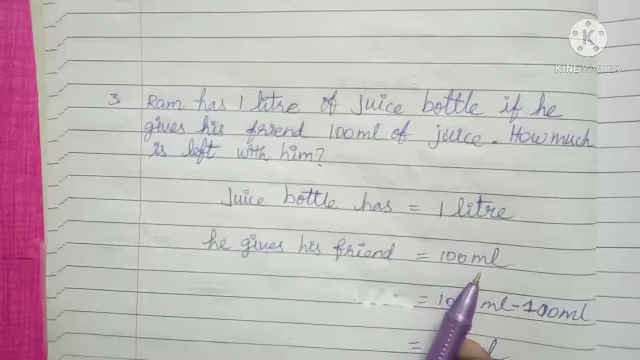 KINEMASTER
3 Ram has 1 litre of juice bottle if he
gives his friend 100ml of juice. How much
is left with him?
Juice bottle has = 1 litre
he gives his friend = 100ml
= ml-100ml
=